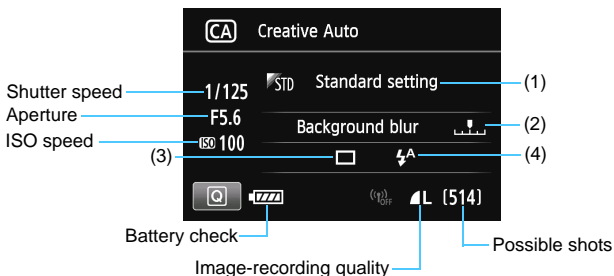 CA Creative Auto
Shutter speed 1/125 STD Standard setting (1)
Aperture F5.6
ISO speed ISO 100 Background blur (2)
(3) A (4)
Q OFF L [514]
Battery check
Possible shots
Image-recording quality